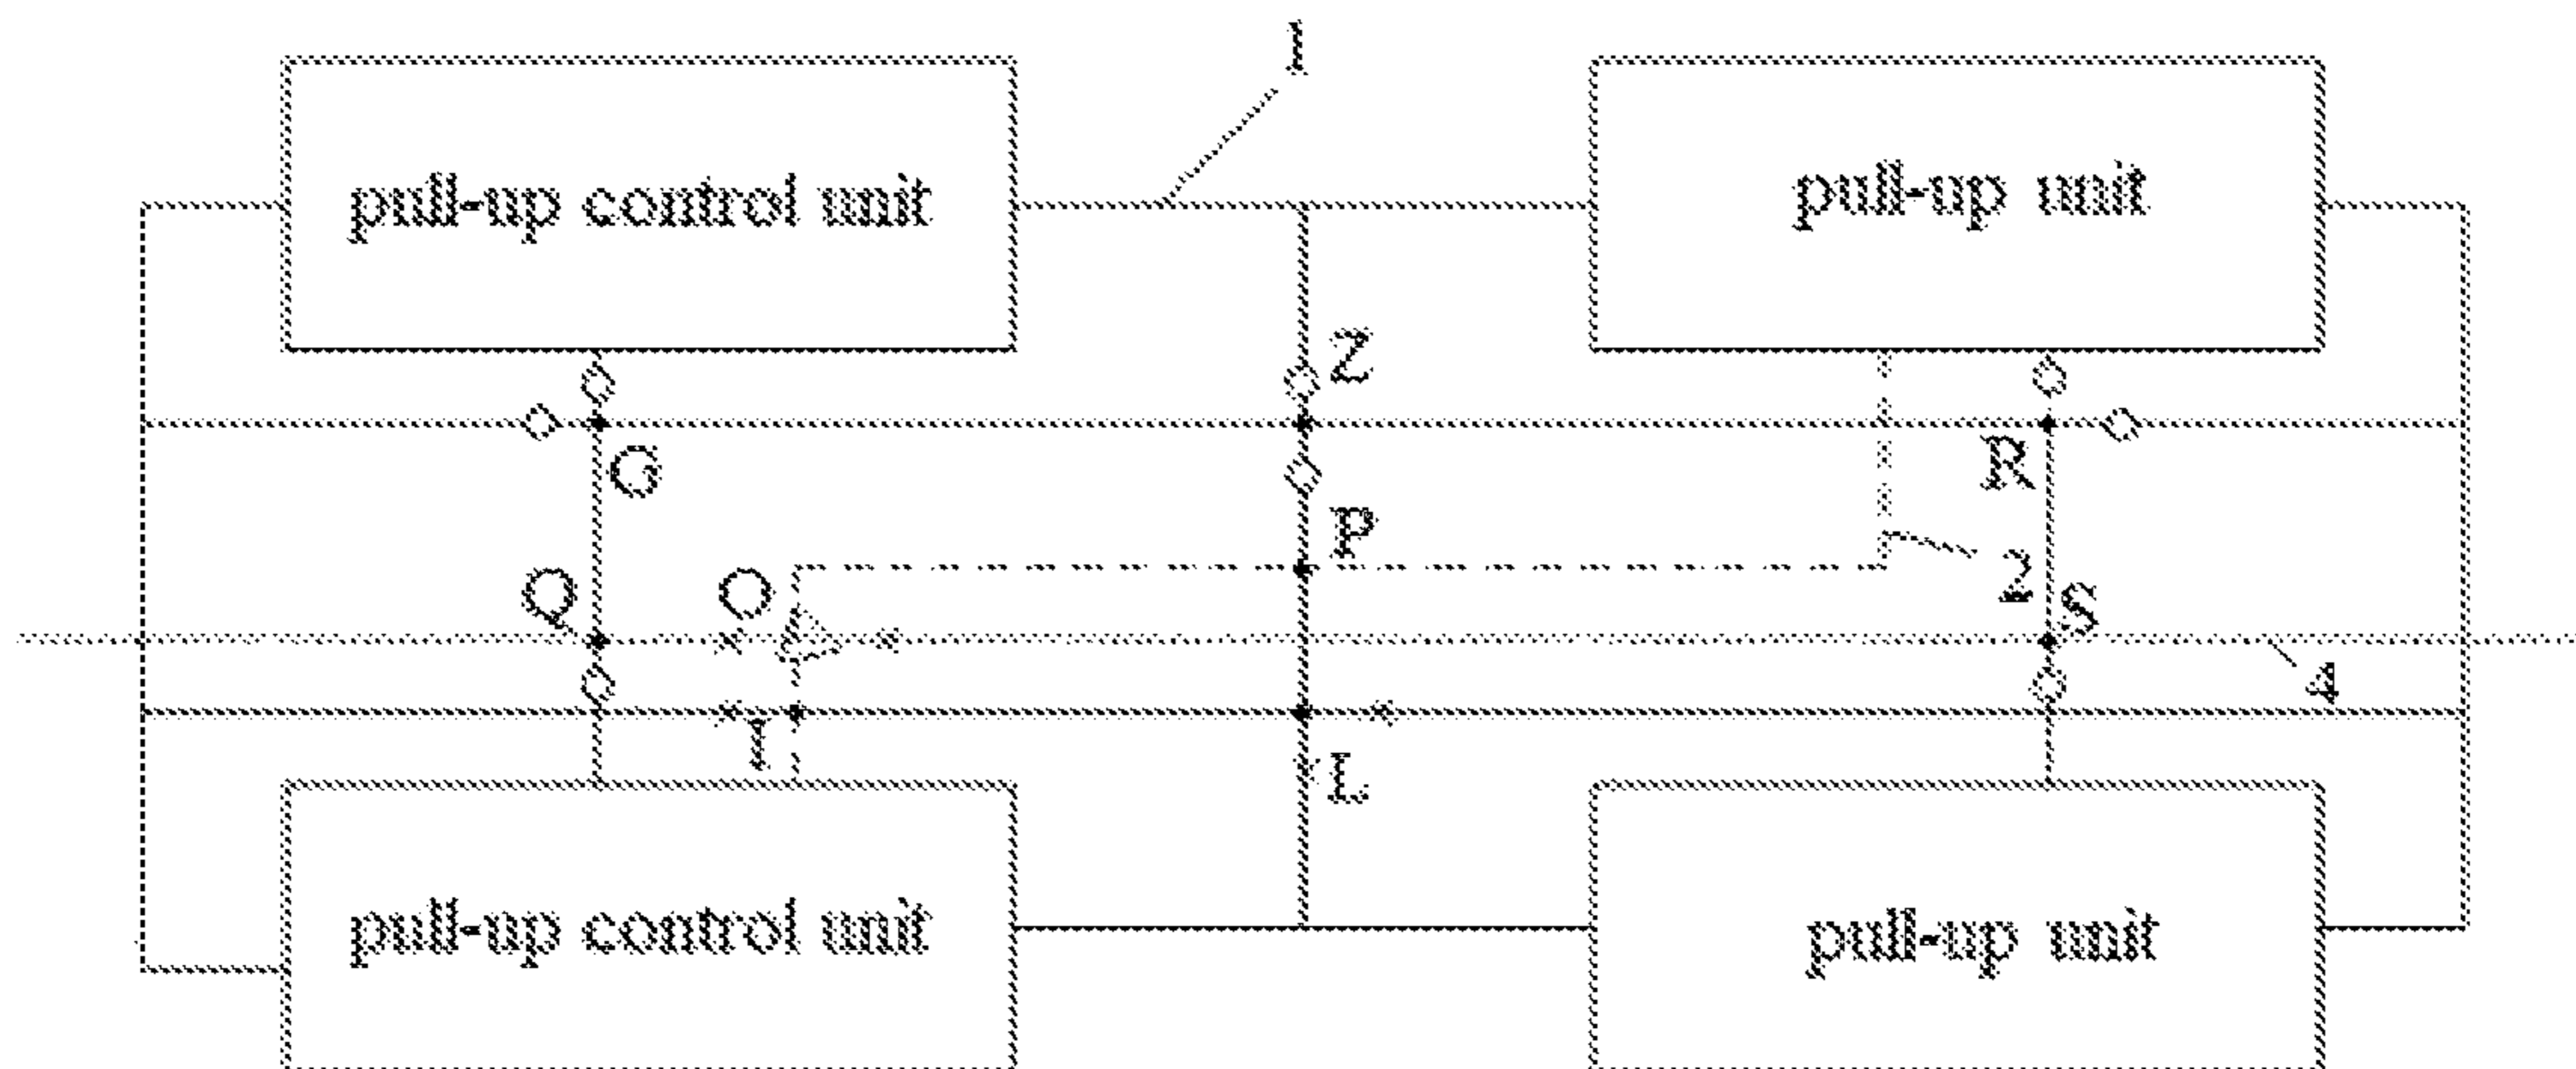 1
pull-up control unit
pull-up unit
Z
G
R
P
Q
O
2
S
4
I
L
pull-up control unit
pull-up unit